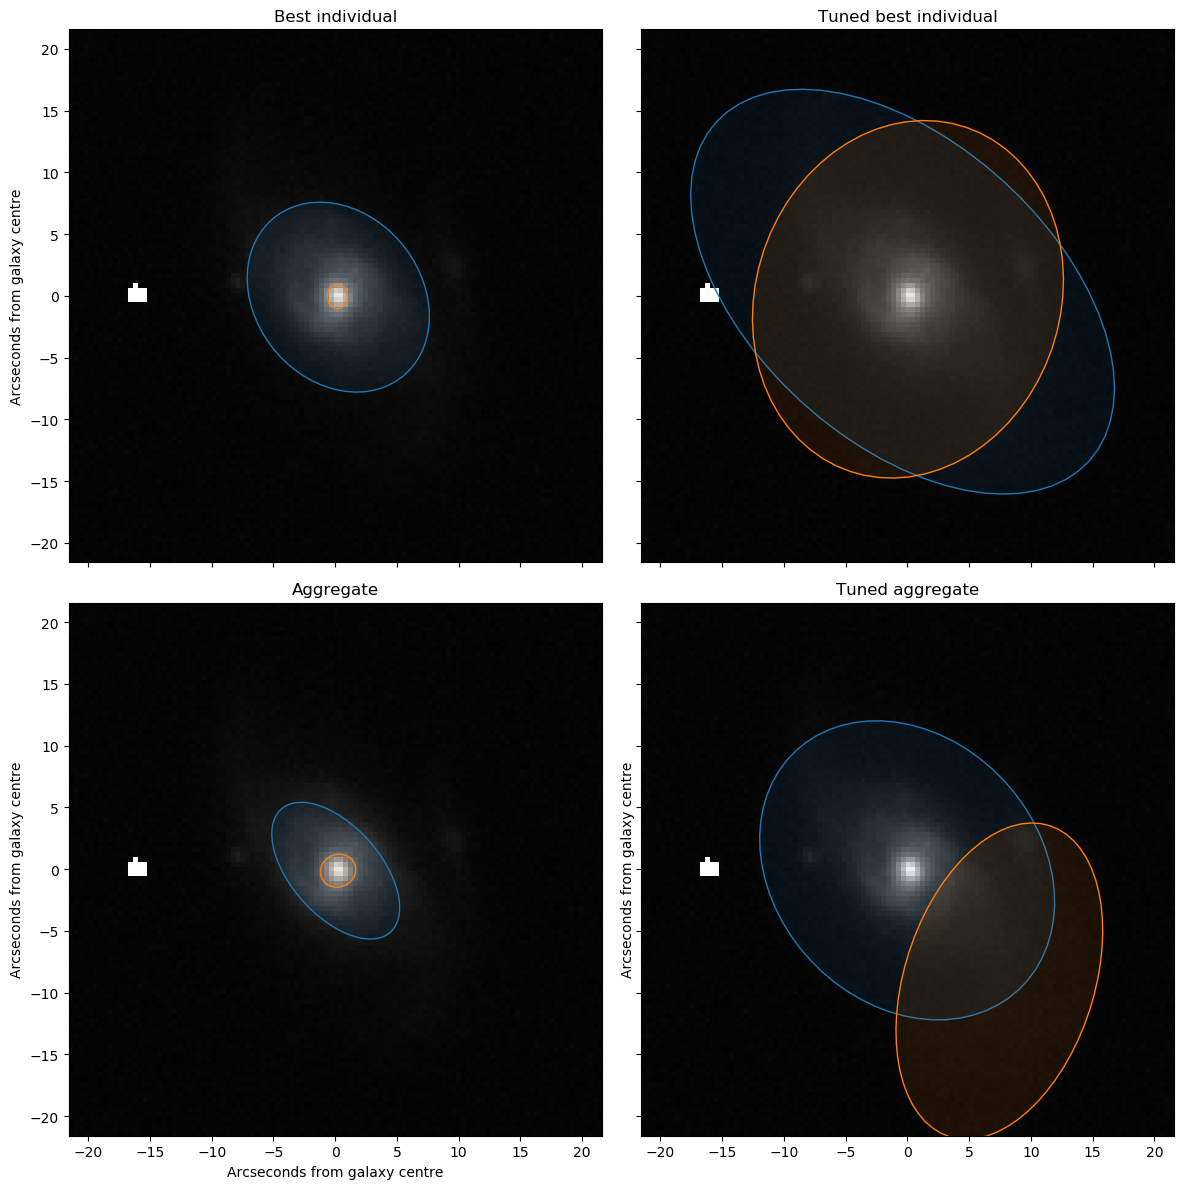 Best individual
Tuned best individual
20
15
10
5
0
−5
−10
−15
−20
Arcseconds from galaxy centre
Aggregate
Tuned aggregate
20
15
10
5
0
−5
−10
−15
−20
Arcseconds from galaxy centre
Arcseconds from galaxy centre
−20 −15 −10 −5 0 5 10 15 20
−20 −15 −10 −5 0 5 10 15 20
Arcseconds from galaxy centre